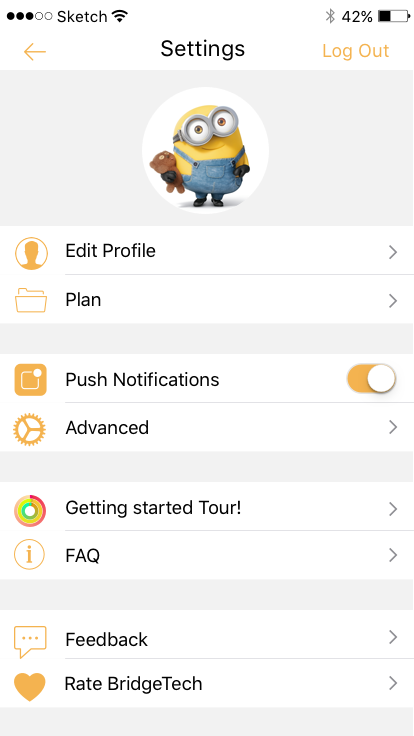 Sketch 42%
Settings Log Out
Edit Profile
Plan
Push Notifications
Advanced
Getting started Tour!
FAQ
Feedback
Rate BridgeTech